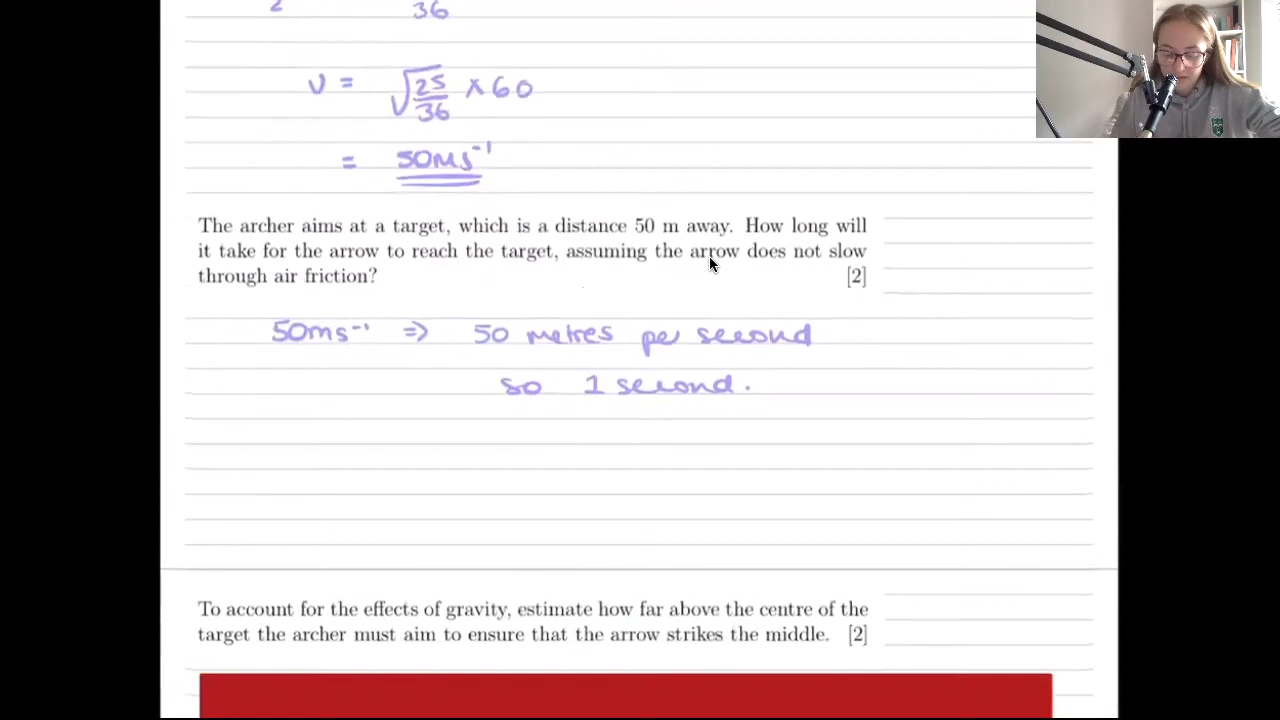 2
36
v = √25/36 × 60
= 50ms⁻¹
The archer aims at a target, which is a distance 50 m away. How long will
it take for the arrow to reach the target, assuming the arrow does not slow
through air friction? [2]
50ms⁻¹ ⇒ 50 metres per second
so 1 second.
To account for the effects of gravity, estimate how far above the centre of the
target the archer must aim to ensure that the arrow strikes the middle. [2]